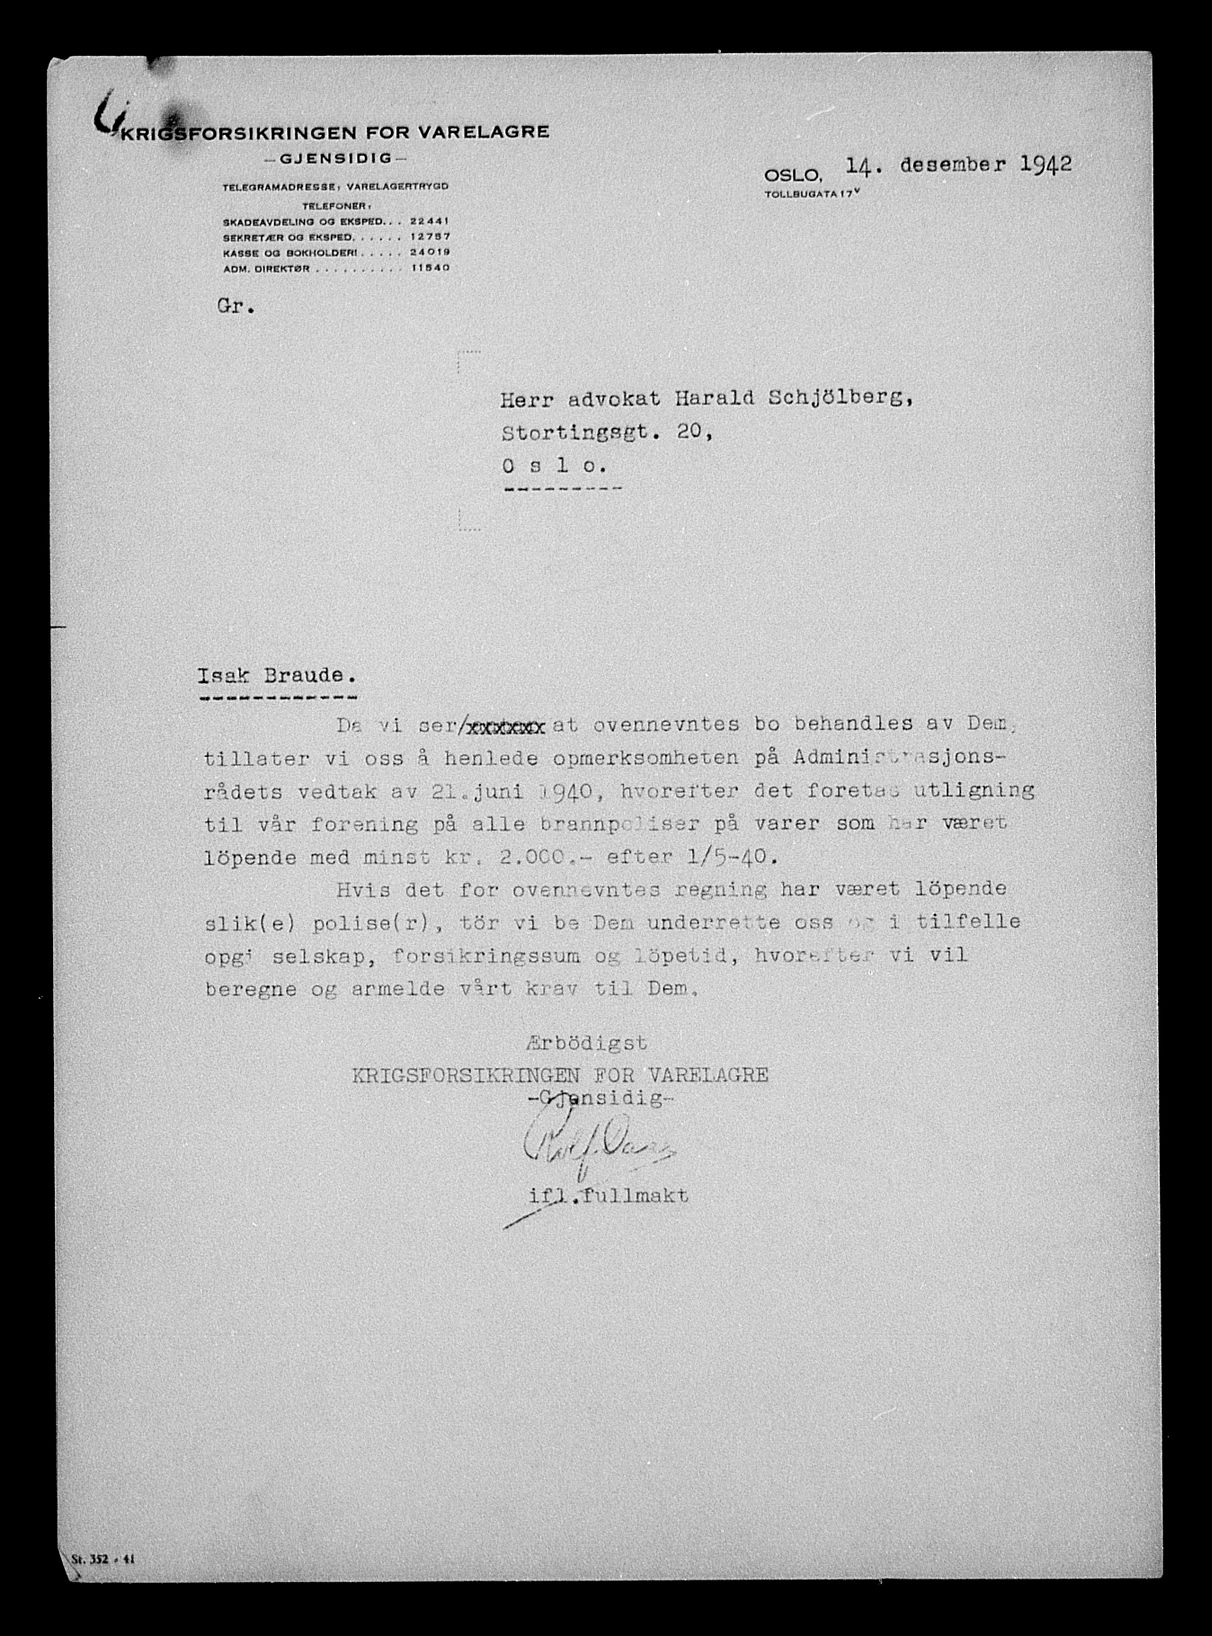 KRIGSFORSIKRINGEN FOR VARELAGRE
— GJENSIDIG —
TELEGRAMADRESSE: VARELAGERTRYGD
TELEFONER:
SKADEAVDELING OG EKSPED. . . 22441
SEKRETÆR OG EKSPED. . . . . . 12757
KASSE OG BOKHOLDERI . . . . . 24019
ADM. DIREKTØR . . . . . . . . . . 11540
OSLO, 14. desember 1942
TOLLBUGATA 17 V
Gr.
Herr advokat Harald Schjölberg,
Stortingsgt. 20,
O s l o.
Isak Braude.
Da vi ser/ at ovennevntes bo behandles av Dem,
tillater vi oss å henlede opmerksomheten på Administrasjons-
rådets vedtak av 21.juni 1940, hvorefter det foretas utligning
til vår forening på alle brannpoliser på varer som har været
löpende med minst kr. 2.000.- efter 1/5-40.
Hvis det for ovennevntes regning har været löpende
slik(e) polise(r), tör vi be Dem underrette oss og i tilfelle
opgi selskap, forsikringssum og löpetid, hvorefter vi vil
beregne og anmelde vårt krav til Dem.
Ærbödigst
KRIGSFORSIKRINGEN FOR VARELAGRE
-Gjensidig-
ifl.fullmakt
St. 352 - 41